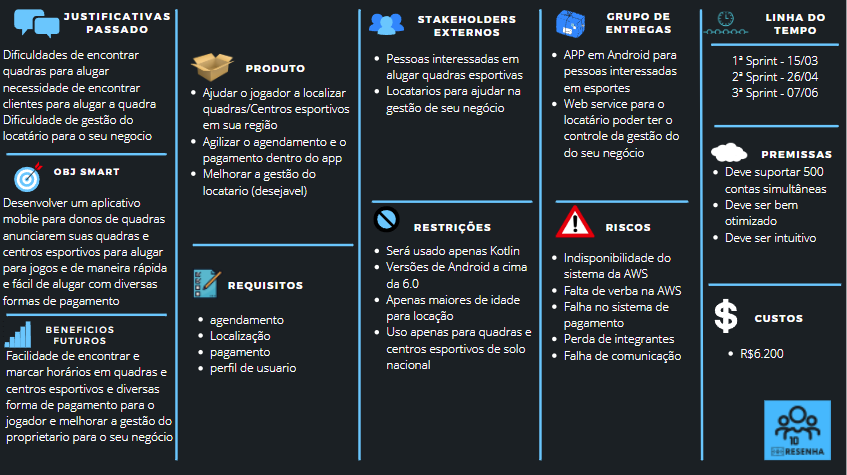 JUSTIFICATIVAS
PASSADO
Dificuldades de encontrar
quadras para alugar
necessidade de encontrar
clientes para alugar a quadra
Dificuldade de gestão do
locatário para o seu negocio
OBJ SMART
Desenvolver um aplicativo
mobile para donos de quadras
anunciarem suas quadras e
centros esportivos para alugar
para jogos e de maneira rápida
e fácil de alugar com diversas
formas de pagamento
BENEFICIOS
FUTUROS
Facilidade de encontrar e
marcar horários em quadras e
centros esportivos e diversas
forma de pagamento para o
jogador e melhorar a gestão do
proprietario para o seu negócio
PRODUTO
• Ajudar o jogador a localizar
quadras/Centros esportivos
em sua região
• Agilizar o agendamento e o
pagamento dentro do app
• Melhorar a gestão do
locatario (desejavel)
REQUISITOS
• agendamento
• Localização
• pagamento
• perfil de usuario
STAKEHOLDERS
EXTERNOS
• Pessoas interessadas em
alugar quadras esportivas
• Locatarios para ajudar na
gestão de seu negócio
RESTRIÇÕES
• Será usado apenas Kotlin
• Versões de Android a cima
da 6.0
• Apenas maiores de idade
para locação
• Uso apenas para quadras e
centros esportivos de solo
nacional
GRUPO DE
ENTREGAS
• APP em Android para
pessoas interessadas
em esportes
• Web service para o
locatário poder ter o
controle da gestão do
do seu negócio
RISCOS
• Indisponibilidade do
sistema da AWS
• Falta de verba na AWS
• Falha no sistema de
pagamento
• Perda de integrantes
• Falha de comunicação
LINHA DO
TEMPO
1ª Sprint - 15/03
2ª Sprint - 26/04
3ª Sprint - 07/06
PREMISSAS
• Deve suportar 500
contas simultâneas
• Deve ser bem
otimizado
• Deve ser intuitivo
CUSTOS
• R$6.200
10
RESENHA